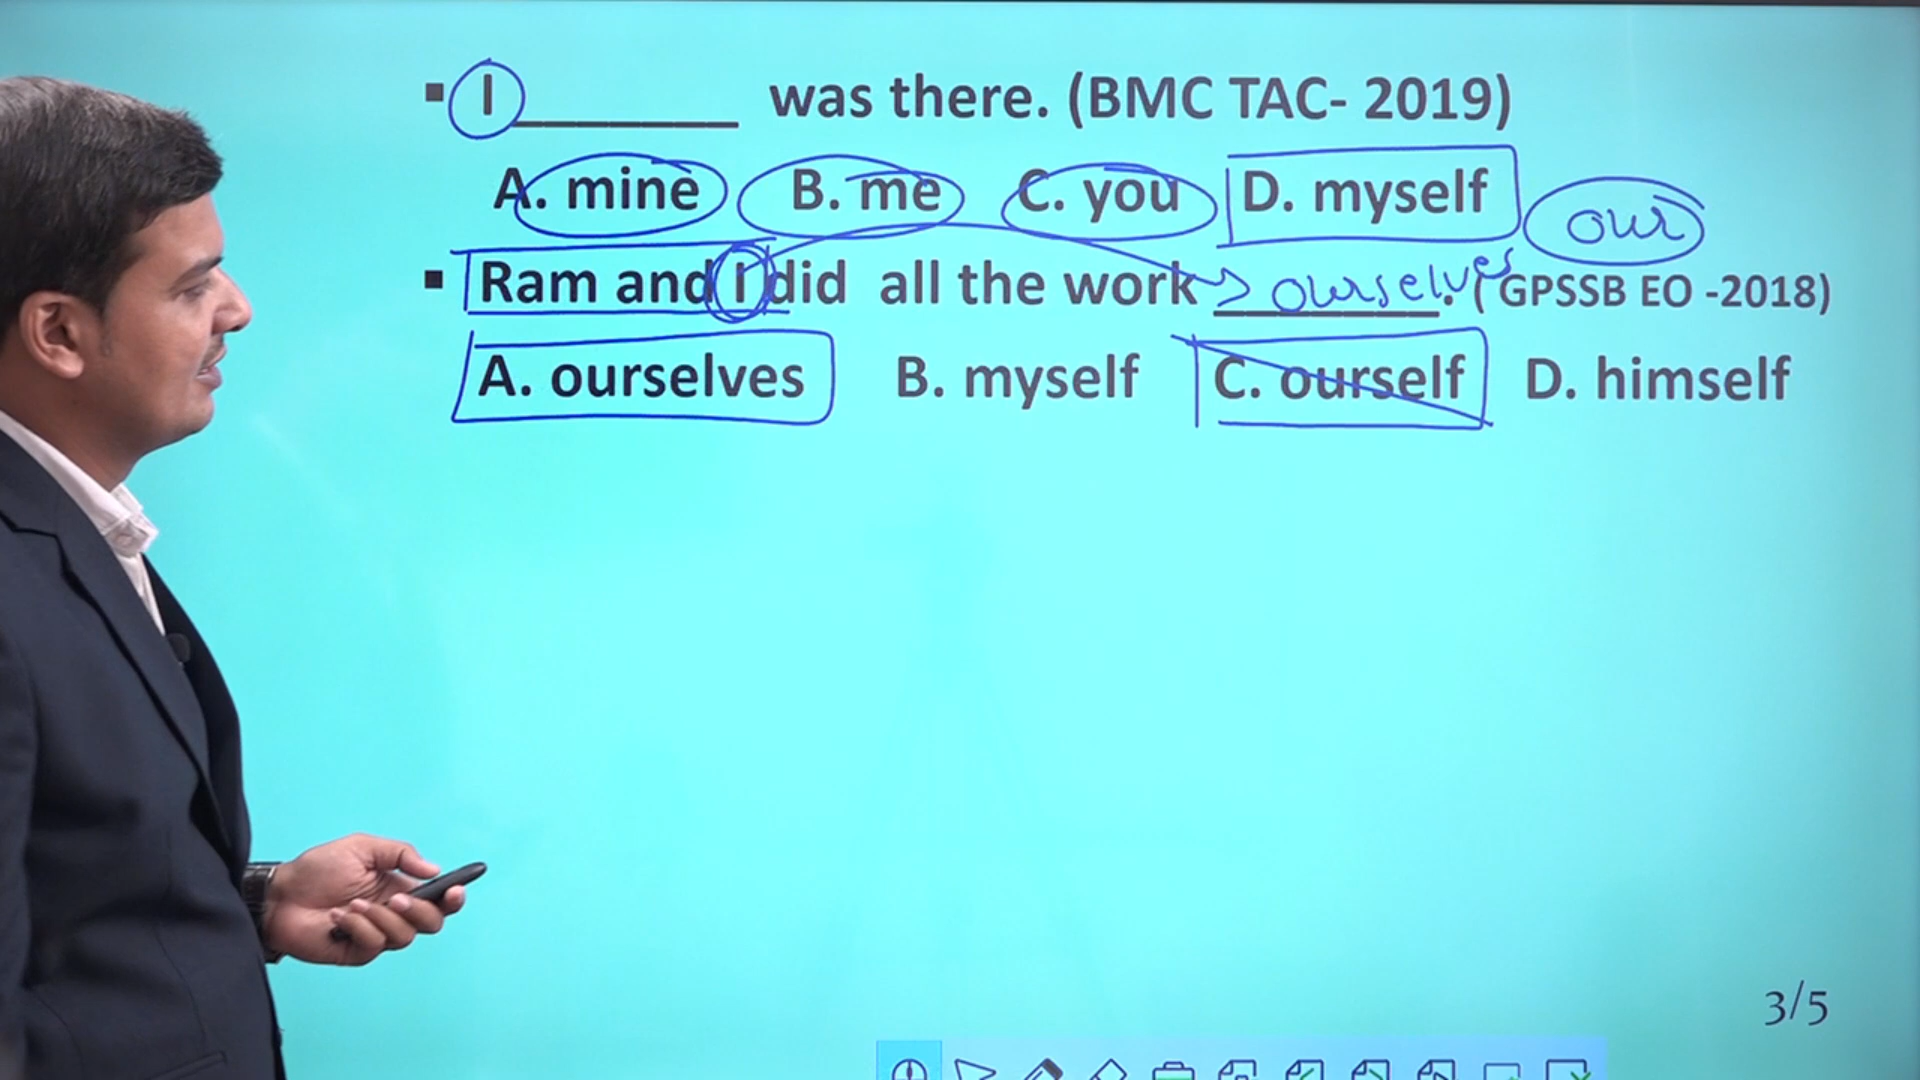 ▪ I________ was there. (BMC TAC- 2019)
A. mine B. me C. you D. myself our
▪ Ram and I did all the work ourselves ________. ( GPSSB EO -2018)
A. ourselves B. myself C. ourself D. himself
3/5